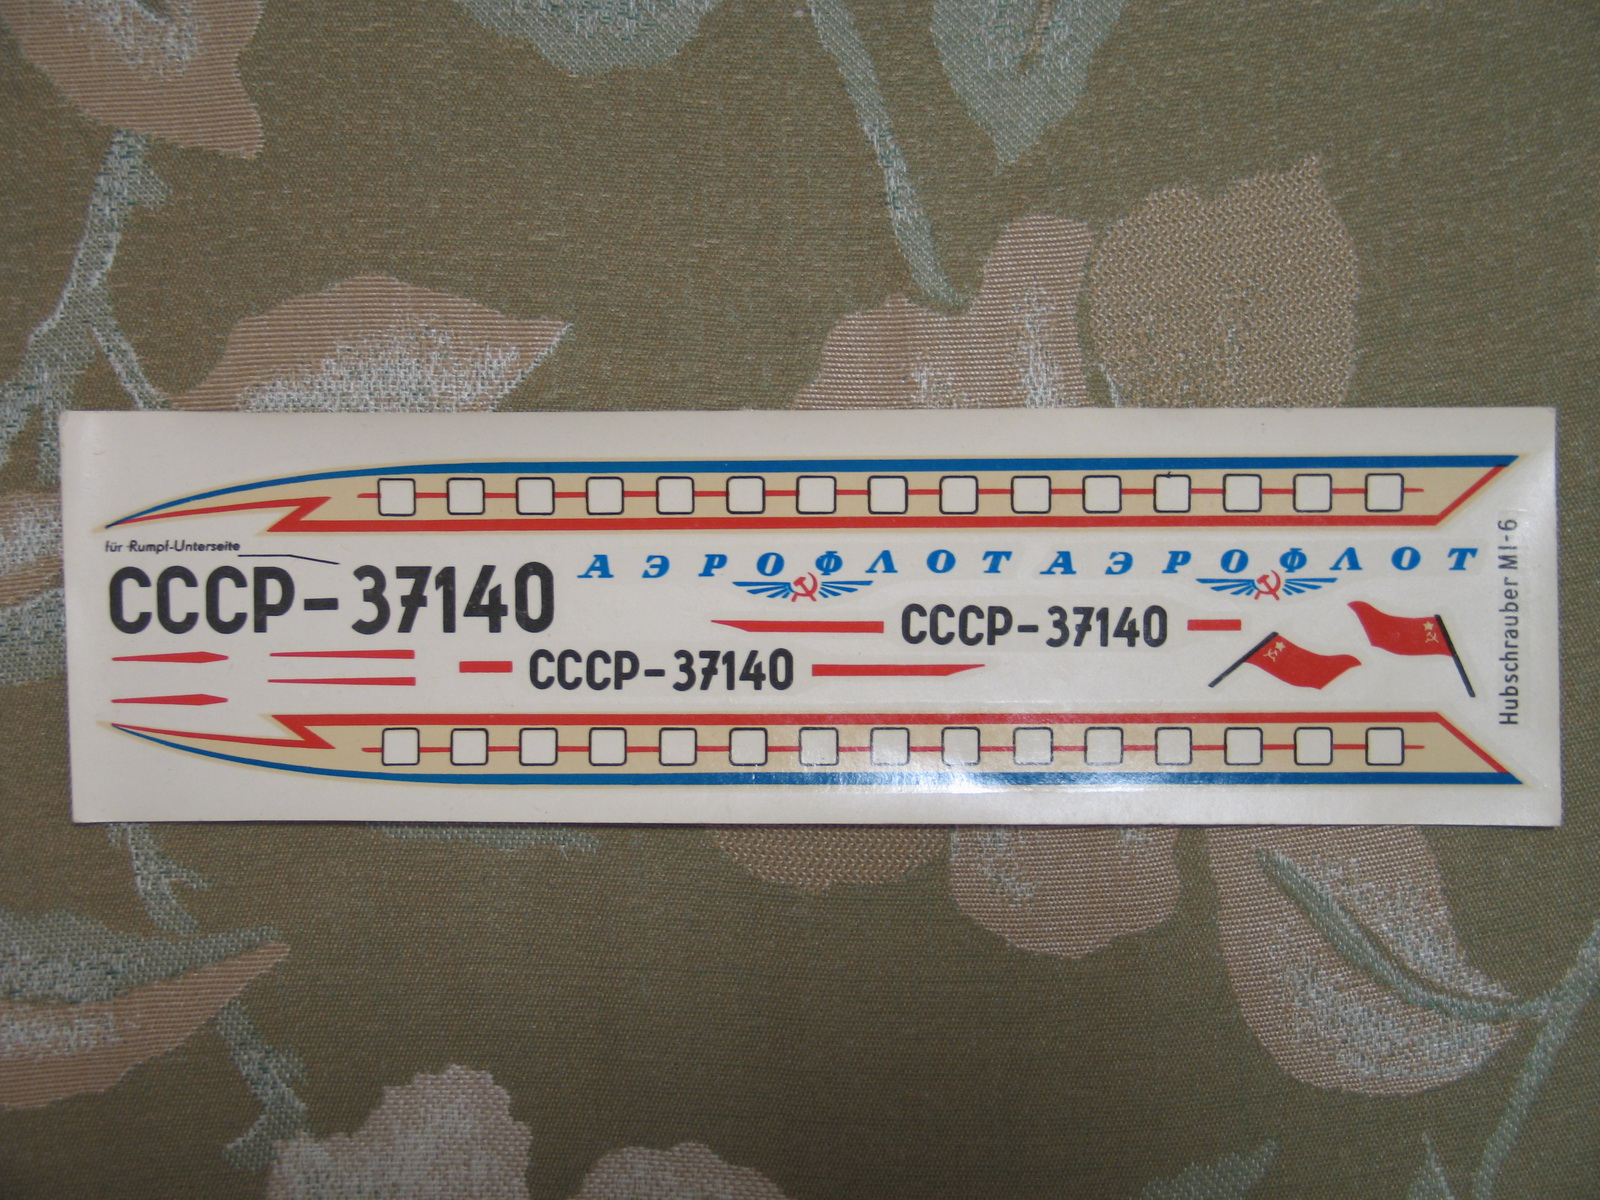 für Rumpf-Unterseite
СССР-37140
АЭРОФЛОТ АЭРОФЛОТ
СССР-37140
СССР-37140
Hubschrauber MI-6